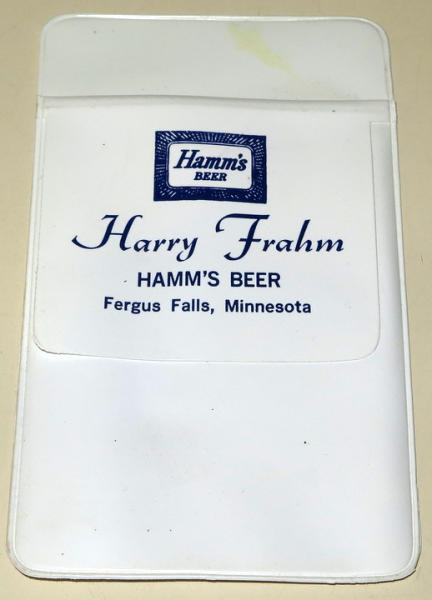 Hamm's
BEER
Harry Frahm
HAMM'S BEER
Fergus Falls, Minnesota